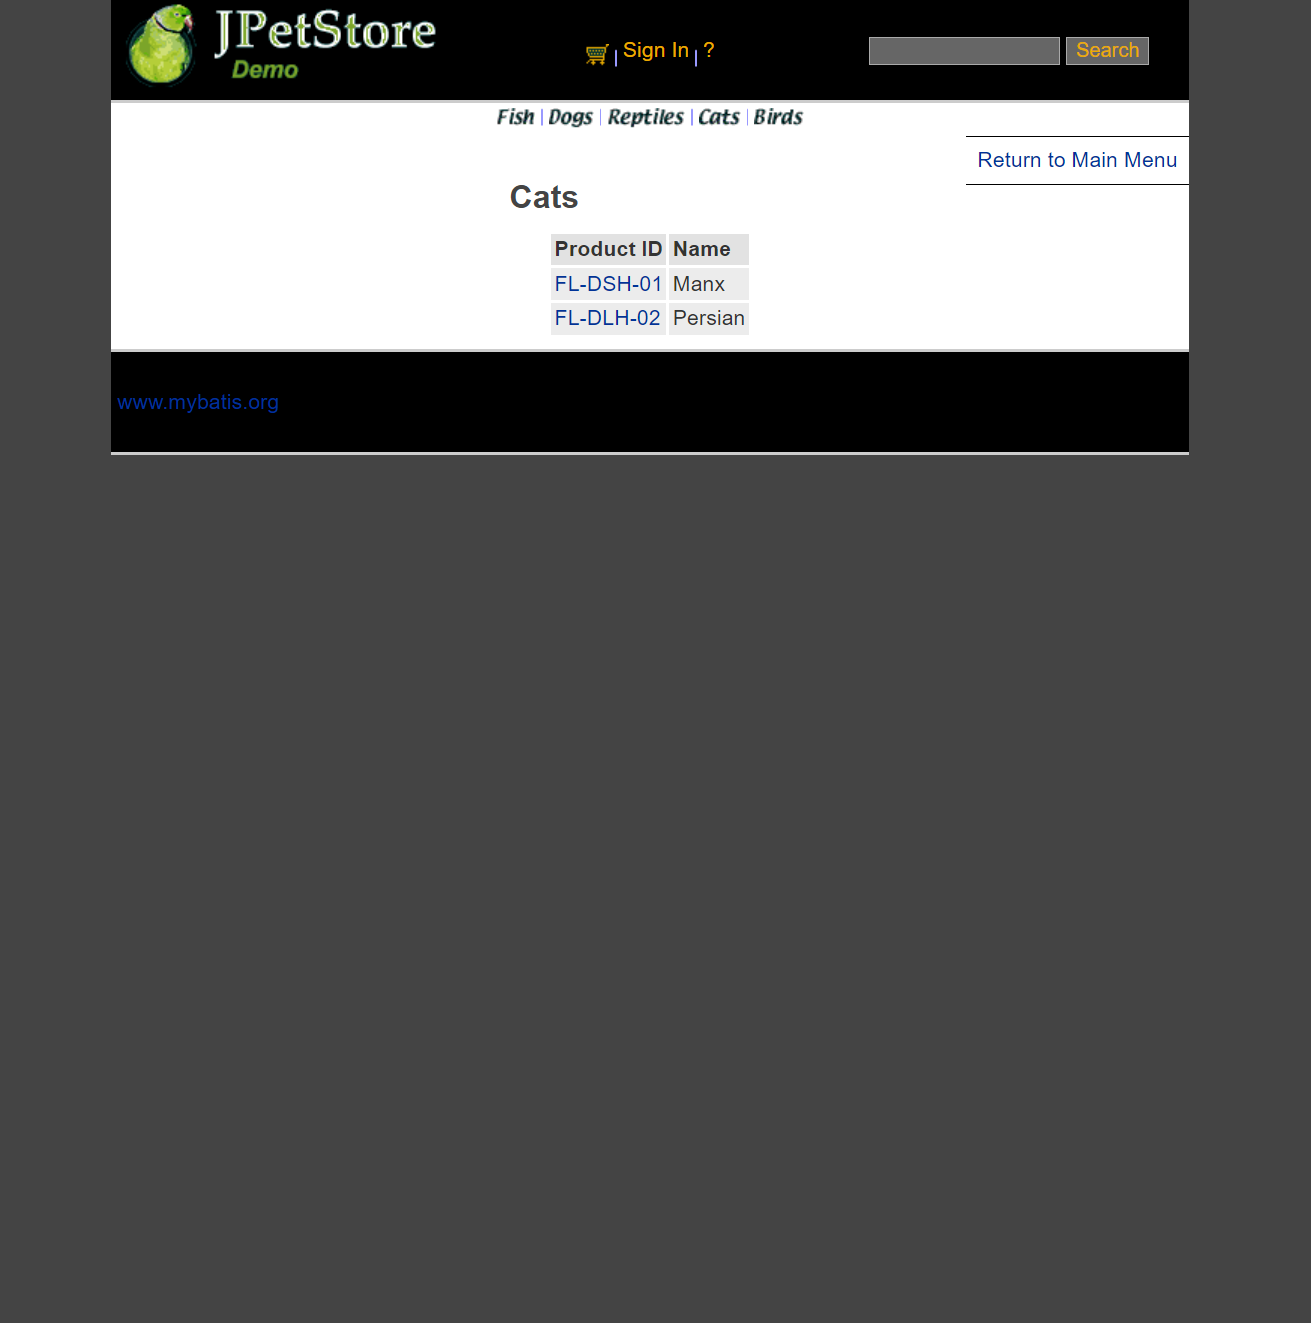 JPetStore
Demo
Sign In | ?
Search
Fish | Dogs | Reptiles | Cats | Birds
Return to Main Menu
Cats
Product ID Name
FL-DSH-01 Manx
FL-DLH-02 Persian
www.mybatis.org